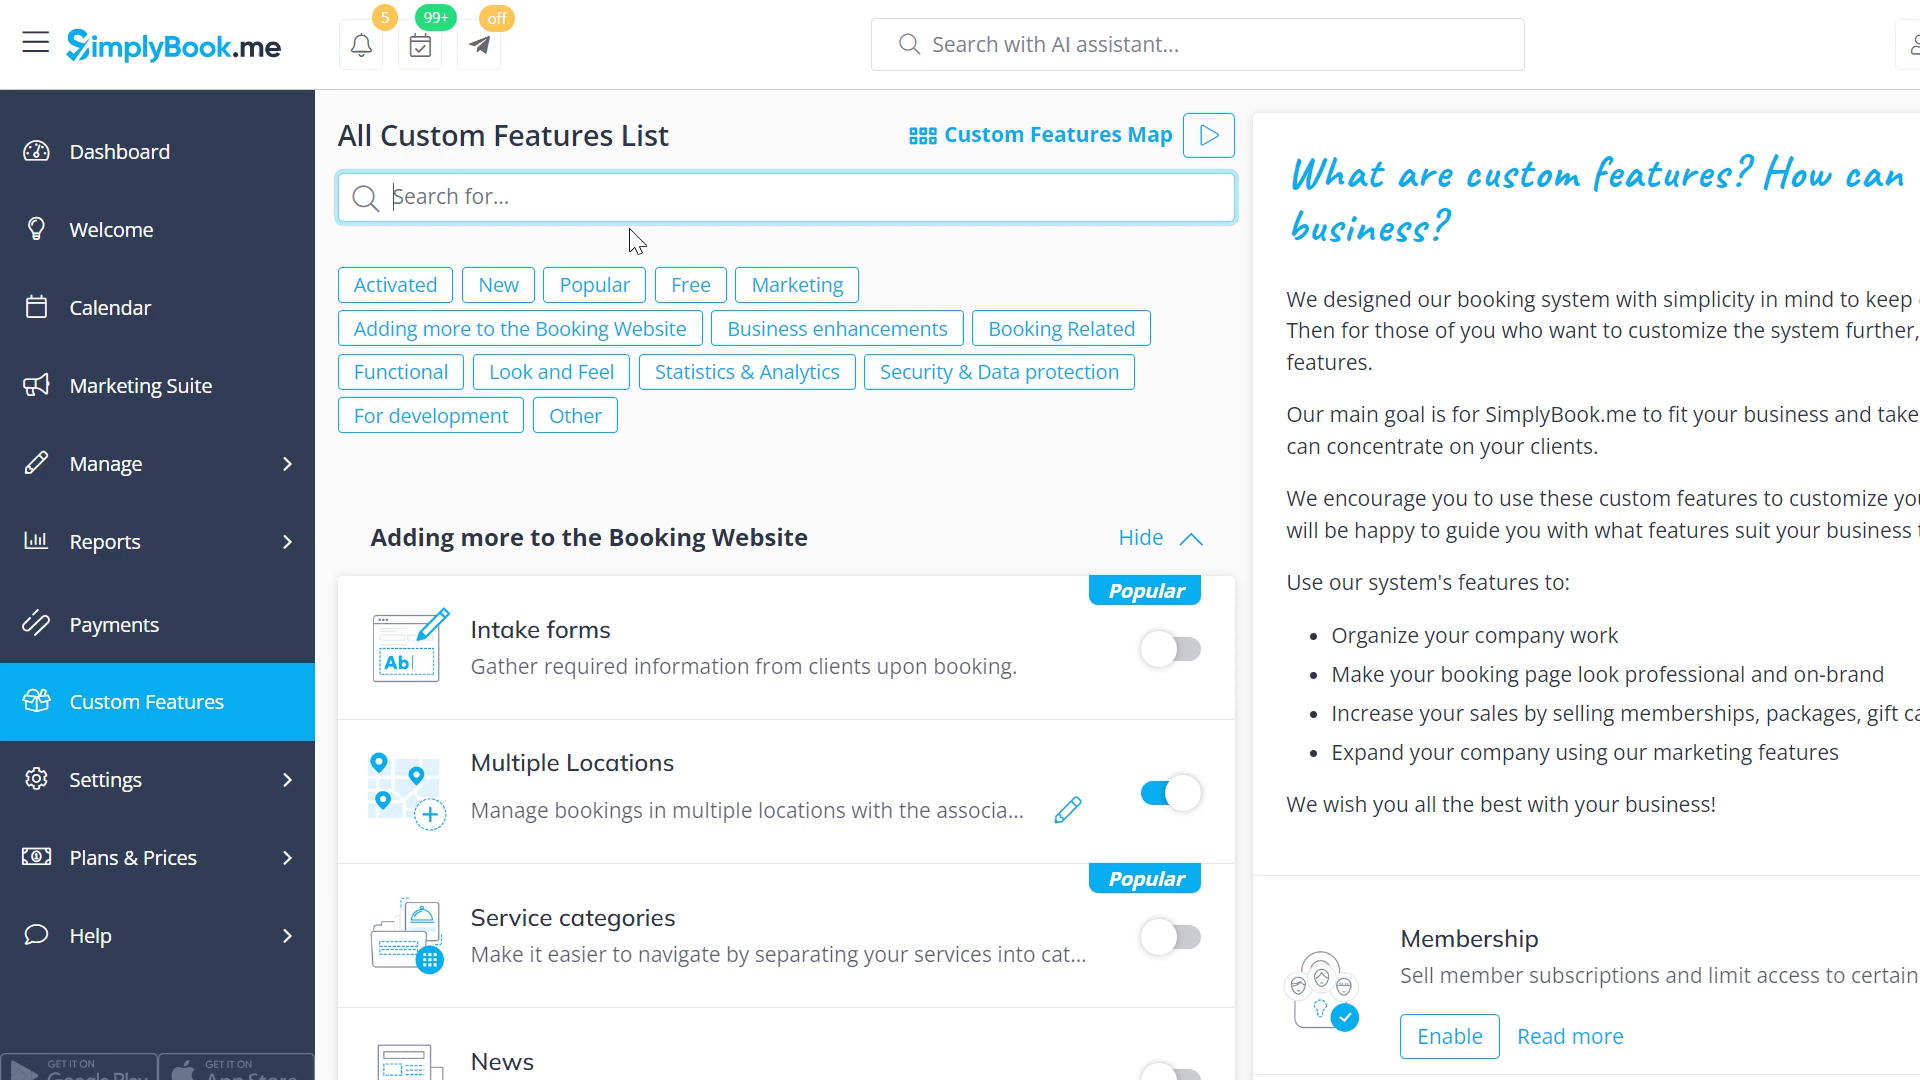 SimplyBook.me
5
99+
off
Search with AI assistant...
Dashboard
Welcome
Calendar
Marketing Suite
Manage
Reports
Payments
Custom Features
Settings
Plans & Prices
Help
GET IT ON
Google Play
GET IT ON
App Store
All Custom Features List
Custom Features Map
Search for...
Activated
New
Popular
Free
Marketing
Adding more to the Booking Website
Business enhancements
Booking Related
Functional
Look and Feel
Statistics & Analytics
Security & Data protection
For development
Other
Adding more to the Booking Website
Hide
Popular
Ab
Intake forms
Gather required information from clients upon booking.
Multiple Locations
Manage bookings in multiple locations with the associa...
Popular
Service categories
Make it easier to navigate by separating your services into cat...
News
What are custom features? How can
business?
We designed our booking system with simplicity in mind to keep
Then for those of you who want to customize the system further,
features.
Our main goal is for SimplyBook.me to fit your business and take
can concentrate on your clients.
We encourage you to use these custom features to customize
will be happy to guide you with what features suit your business
Use our system's features to:
• Organize your company work
• Make your booking page look professional and on-brand
• Increase your sales by selling memberships, packages, gift
• Expand your company using our marketing features
We wish you all the best with your business!
Membership
Sell member subscriptions and limit access to certain
Enable
Read more